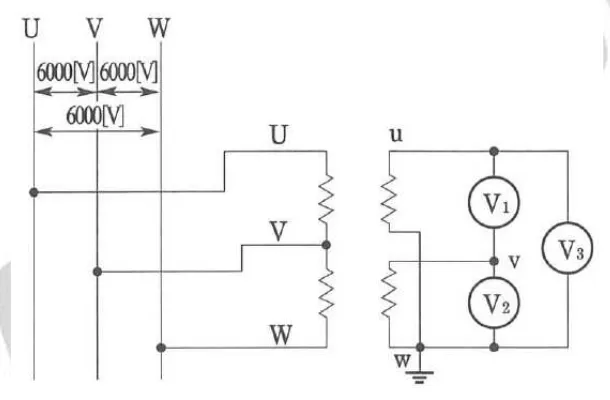 U V W
6000[V] 6000[V]
6000[V]
U u
V₁
V v V₃
V₂
W w